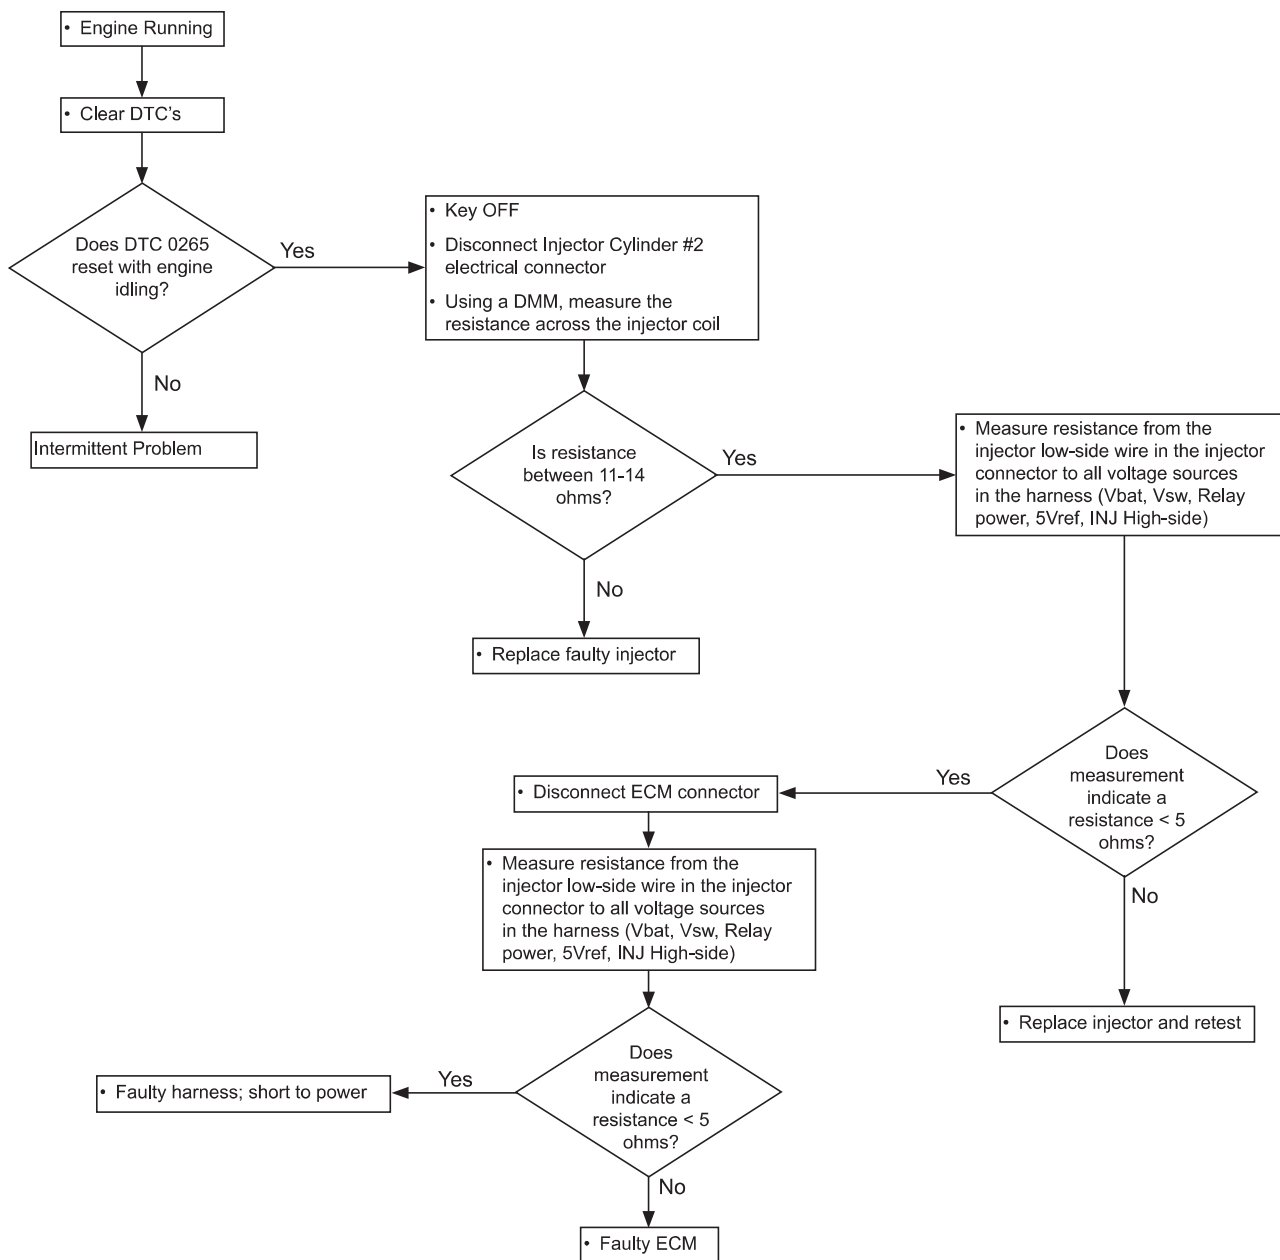 • Engine Running
• Clear DTC's
Does DTC 0265
reset with engine
idling?
Yes
No
Intermittent Problem
• Key OFF
• Disconnect Injector Cylinder #2
electrical connector
• Using a DMM, measure the
resistance across the injector coil
Is resistance
between 11-14
ohms?
Yes
No
• Replace faulty injector
• Measure resistance from the
injector low-side wire in the injector
connector to all voltage sources
in the harness (Vbat, Vsw, Relay
power, 5Vref, INJ High-side)
Does
measurement
indicate a
resistance < 5
ohms?
Yes
No
• Replace injector and retest
• Disconnect ECM connector
• Measure resistance from the
injector low-side wire in the injector
connector to all voltage sources
in the harness (Vbat, Vsw, Relay
power, 5Vref, INJ High-side)
Does
measurement
indicate a
resistance < 5
ohms?
Yes
• Faulty harness; short to power
No
• Faulty ECM